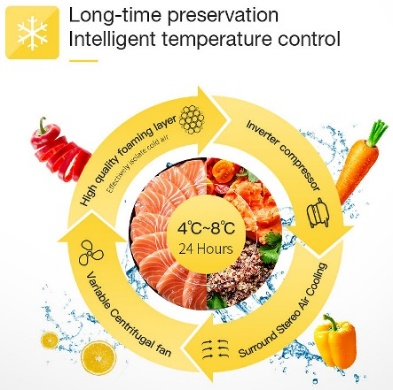 Long-time preservation
Intelligent temperature control
High quality foaming layer
Effectively isolate cold air
Inverter compressor
4℃~8℃
24 Hours
Variable Centrifugal fan
Surround Stereo Air Cooling